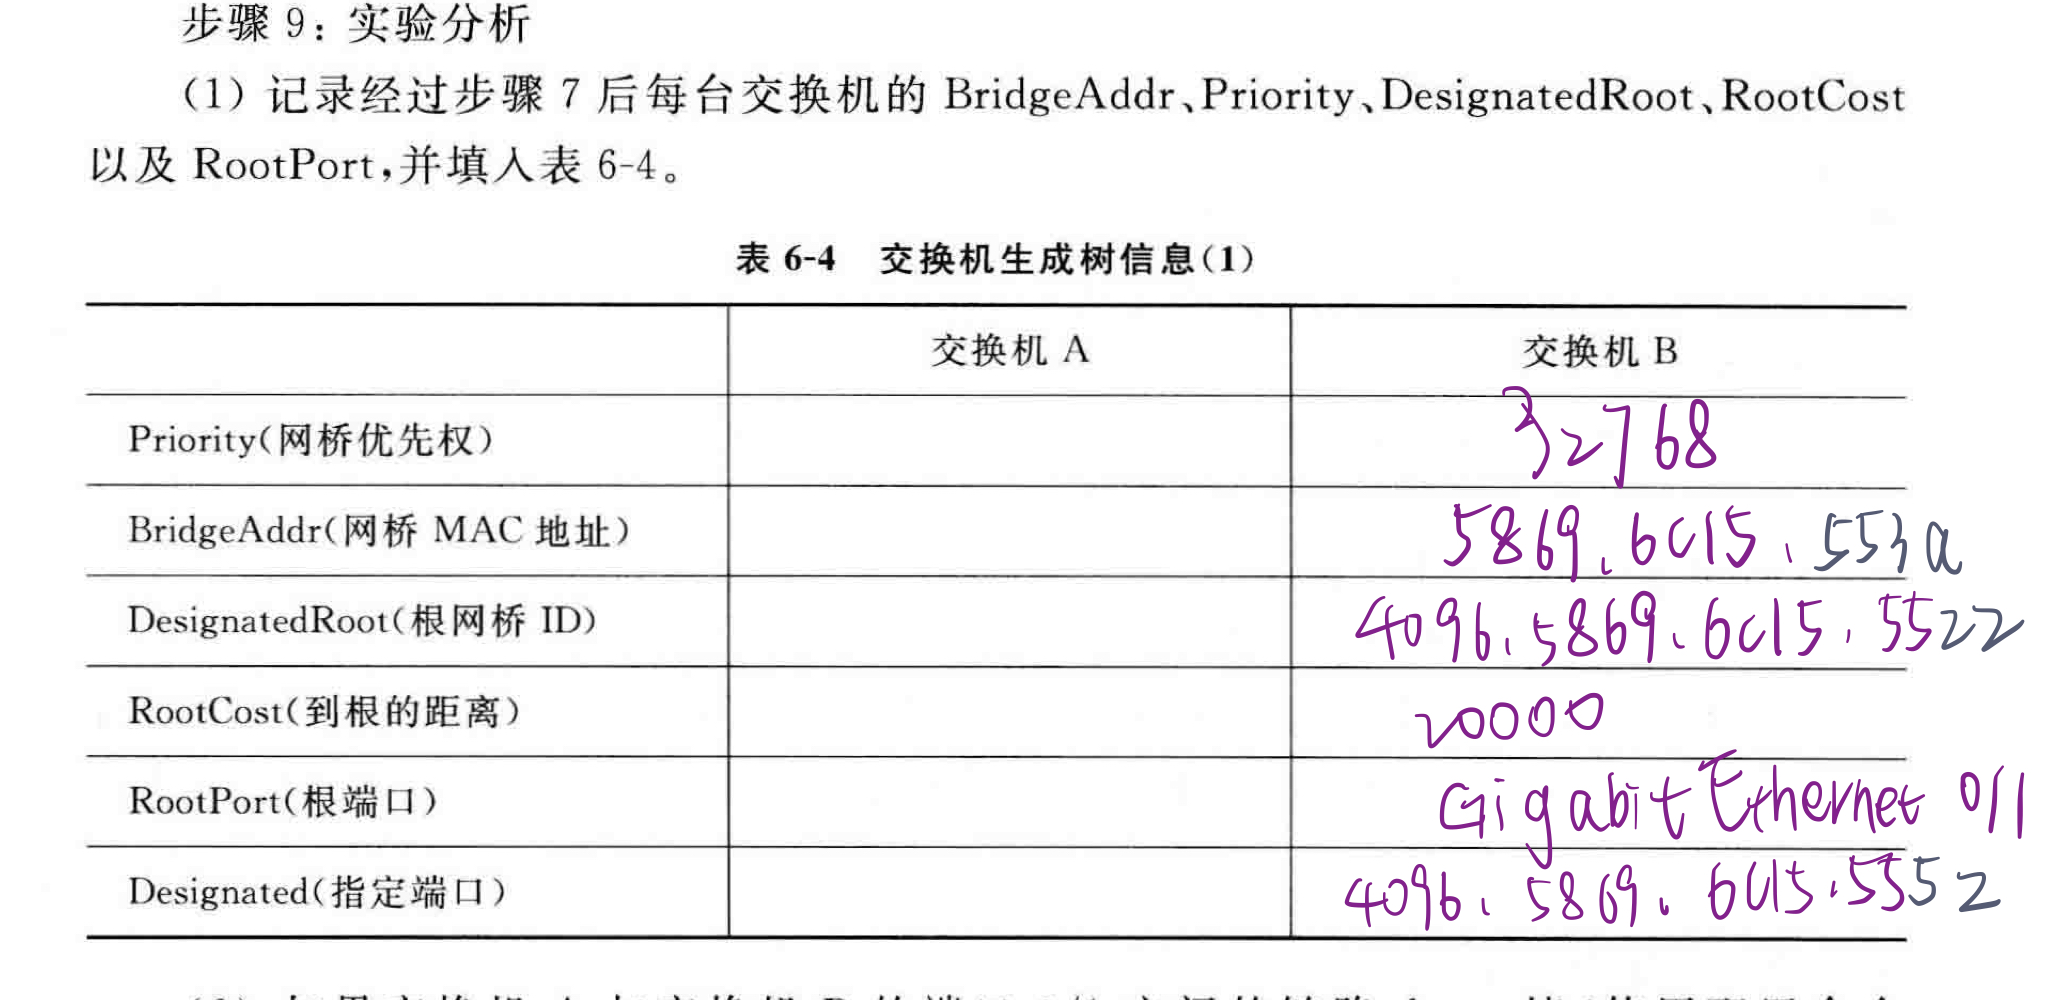 步骤 9：实验分析
（1）记录经过步骤 7 后每台交换机的 BridgeAddr、Priority、DesignatedRoot、RootCost
以及 RootPort，并填入表 6-4。
表 6-4 交换机生成树信息（1）
交换机 A 交换机 B
Priority（网桥优先权） 32768
BridgeAddr（网桥 MAC 地址） 5869.6c15.553a
DesignatedRoot（根网桥 ID） 4096.5869.6c15.5522
RootCost（到根的距离） 20000
RootPort（根端口） GigabitEthernet 0/1
Designated（指定端口） 4096.5869.6c15.5552